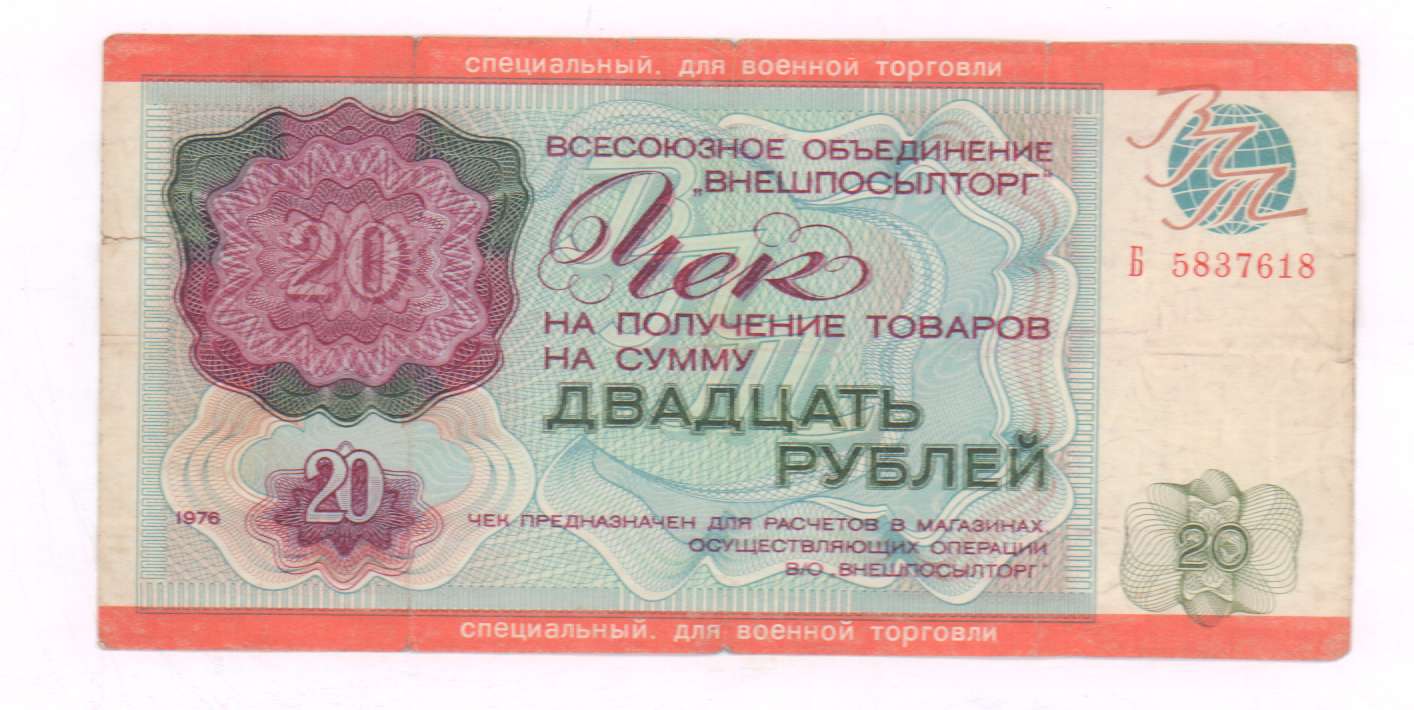 специальный. для военной торговли
ВПТ
20
ВСЕСОЮЗНОЕ ОБЪЕДИНЕНИЕ
„ВНЕШПОСЫЛТОРГ"
Чек
Б 5837618
НА ПОЛУЧЕНИЕ ТОВАРОВ
НА СУММУ
ДВАДЦАТЬ
РУБЛЕЙ
20
1976
ЧЕК ПРЕДНАЗНАЧЕН ДЛЯ РАСЧЕТОВ В МАГАЗИНАХ,
ОСУЩЕСТВЛЯЮЩИХ ОПЕРАЦИИ
В/О „ВНЕШПОСЫЛТОРГ"
20
специальный. для военной торговли